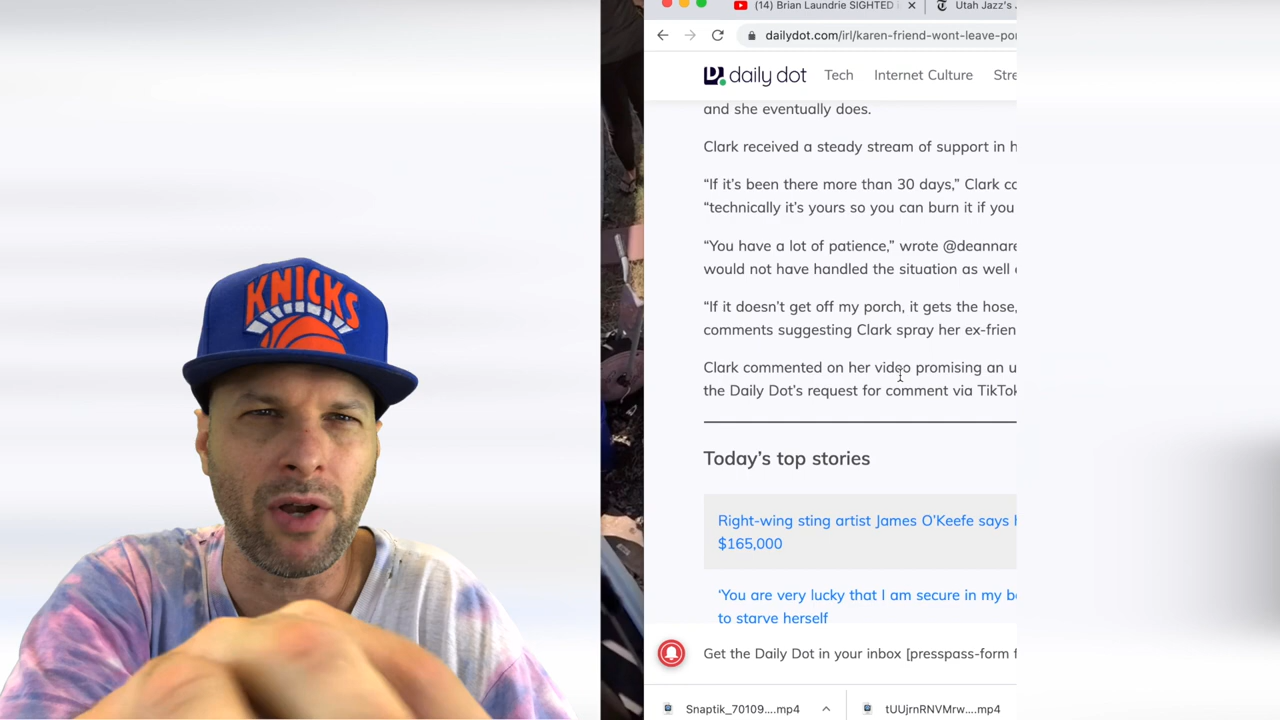 KNICKS
(14) Brian Laundrie SIGHTED
Utah Jazz's
dailydot.com/irl/karen-friend-wont-leave-po
daily dot Tech Internet Culture Stre
and she eventually does.
Clark received a steady stream of support in h
“If it’s been there more than 30 days,” Clark co
“technically it’s yours so you can burn it if you
“You have a lot of patience,” wrote @deannare
would not have handled the situation as well
“If it doesn’t get off my porch, it gets the hose,
comments suggesting Clark spray her ex-frien
Clark commented on her video promising an u
the Daily Dot’s request for comment via TikTok
Today’s top stories
Right-wing sting artist James O’Keefe says h
$165,000
‘You are very lucky that I am secure in my bo
to starve herself
Get the Daily Dot in your inbox [presspass-form f
Snaptik_70109....mp4
tUUjrnRNVMrw....mp4